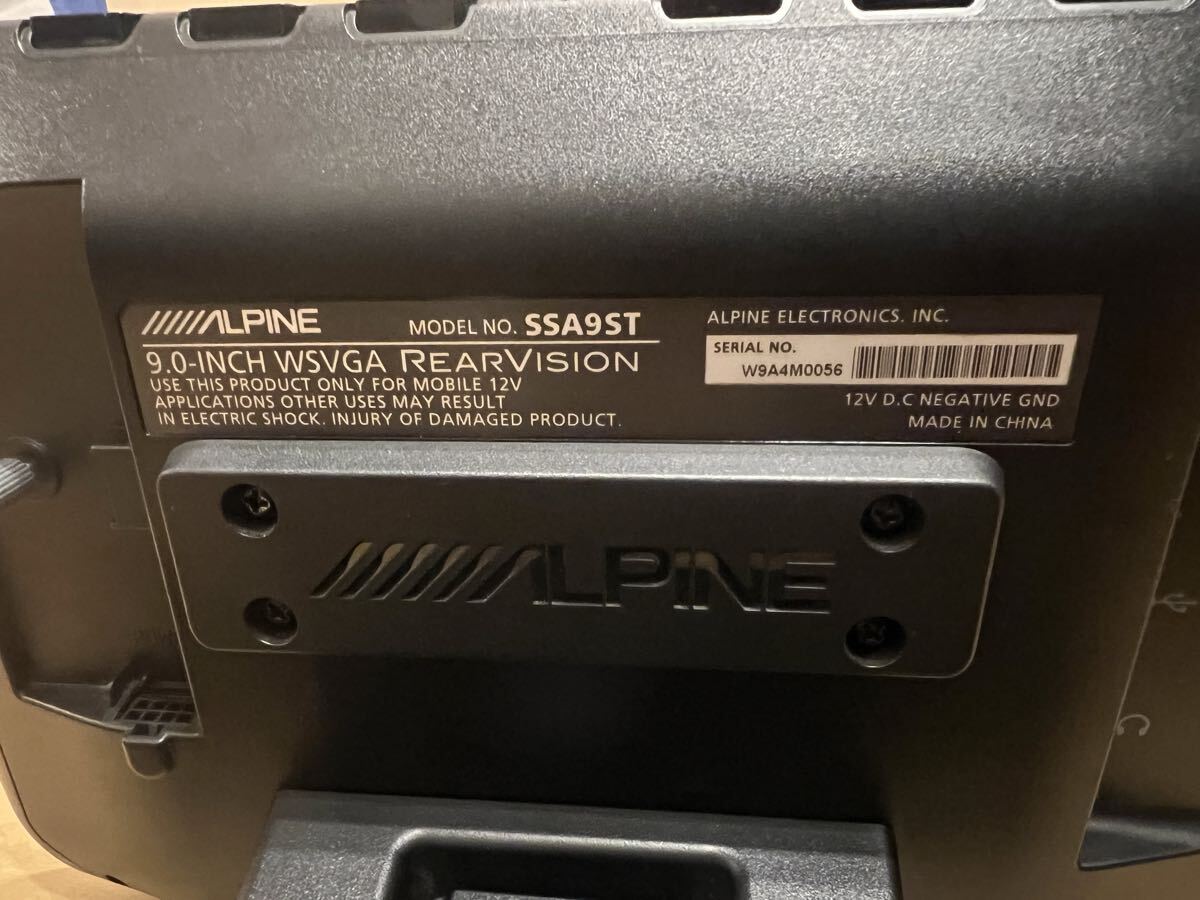 ALPINE
MODEL NO. SSA9ST
9.0-INCH WSVGA REARVISION
USE THIS PRODUCT ONLY FOR MOBILE 12V
APPLICATIONS OTHER USES MAY RESULT
IN ELECTRIC SHOCK. INJURY OF DAMAGED PRODUCT.
ALPINE ELECTRONICS. INC.
SERIAL NO.
W9A4M0056
12V D.C NEGATIVE GND
MADE IN CHINA
ALPINE